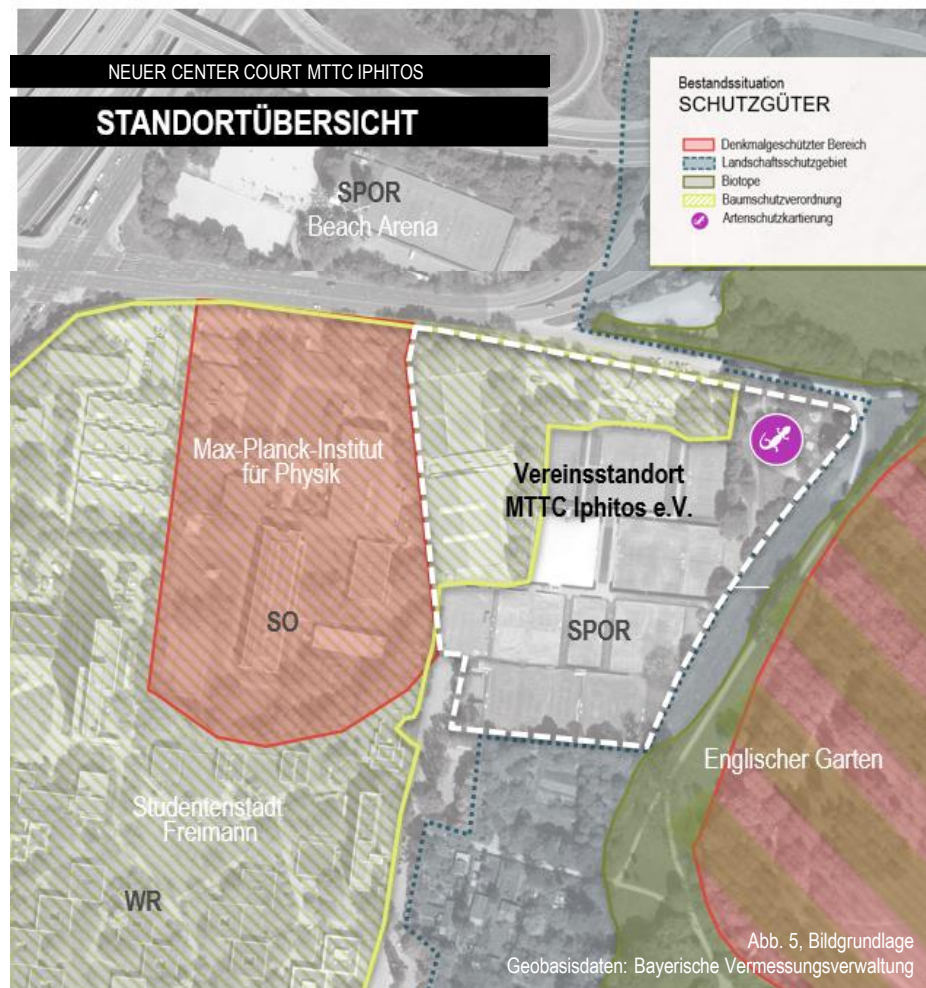 NEUER CENTER COURT MTTC IPHITOS
STANDORTÜBERSICHT
Bestandssituation
SCHUTZGÜTER
Denkmalgeschützter Bereich
Landschaftsschutzgebiet
Biotope
Baumschutzverordnung
Artenschutzkartierung
SPOR
Beach Arena
Max-Planck-Institut
für Physik
Vereinsstandort
MTTC Iphitos e.V.
SO
SPOR
Englischer Garten
Studentenstadt
Freimann
WR
Abb. 5, Bildgrundlage
Geobasisdaten: Bayerische Vermessungsverwaltung